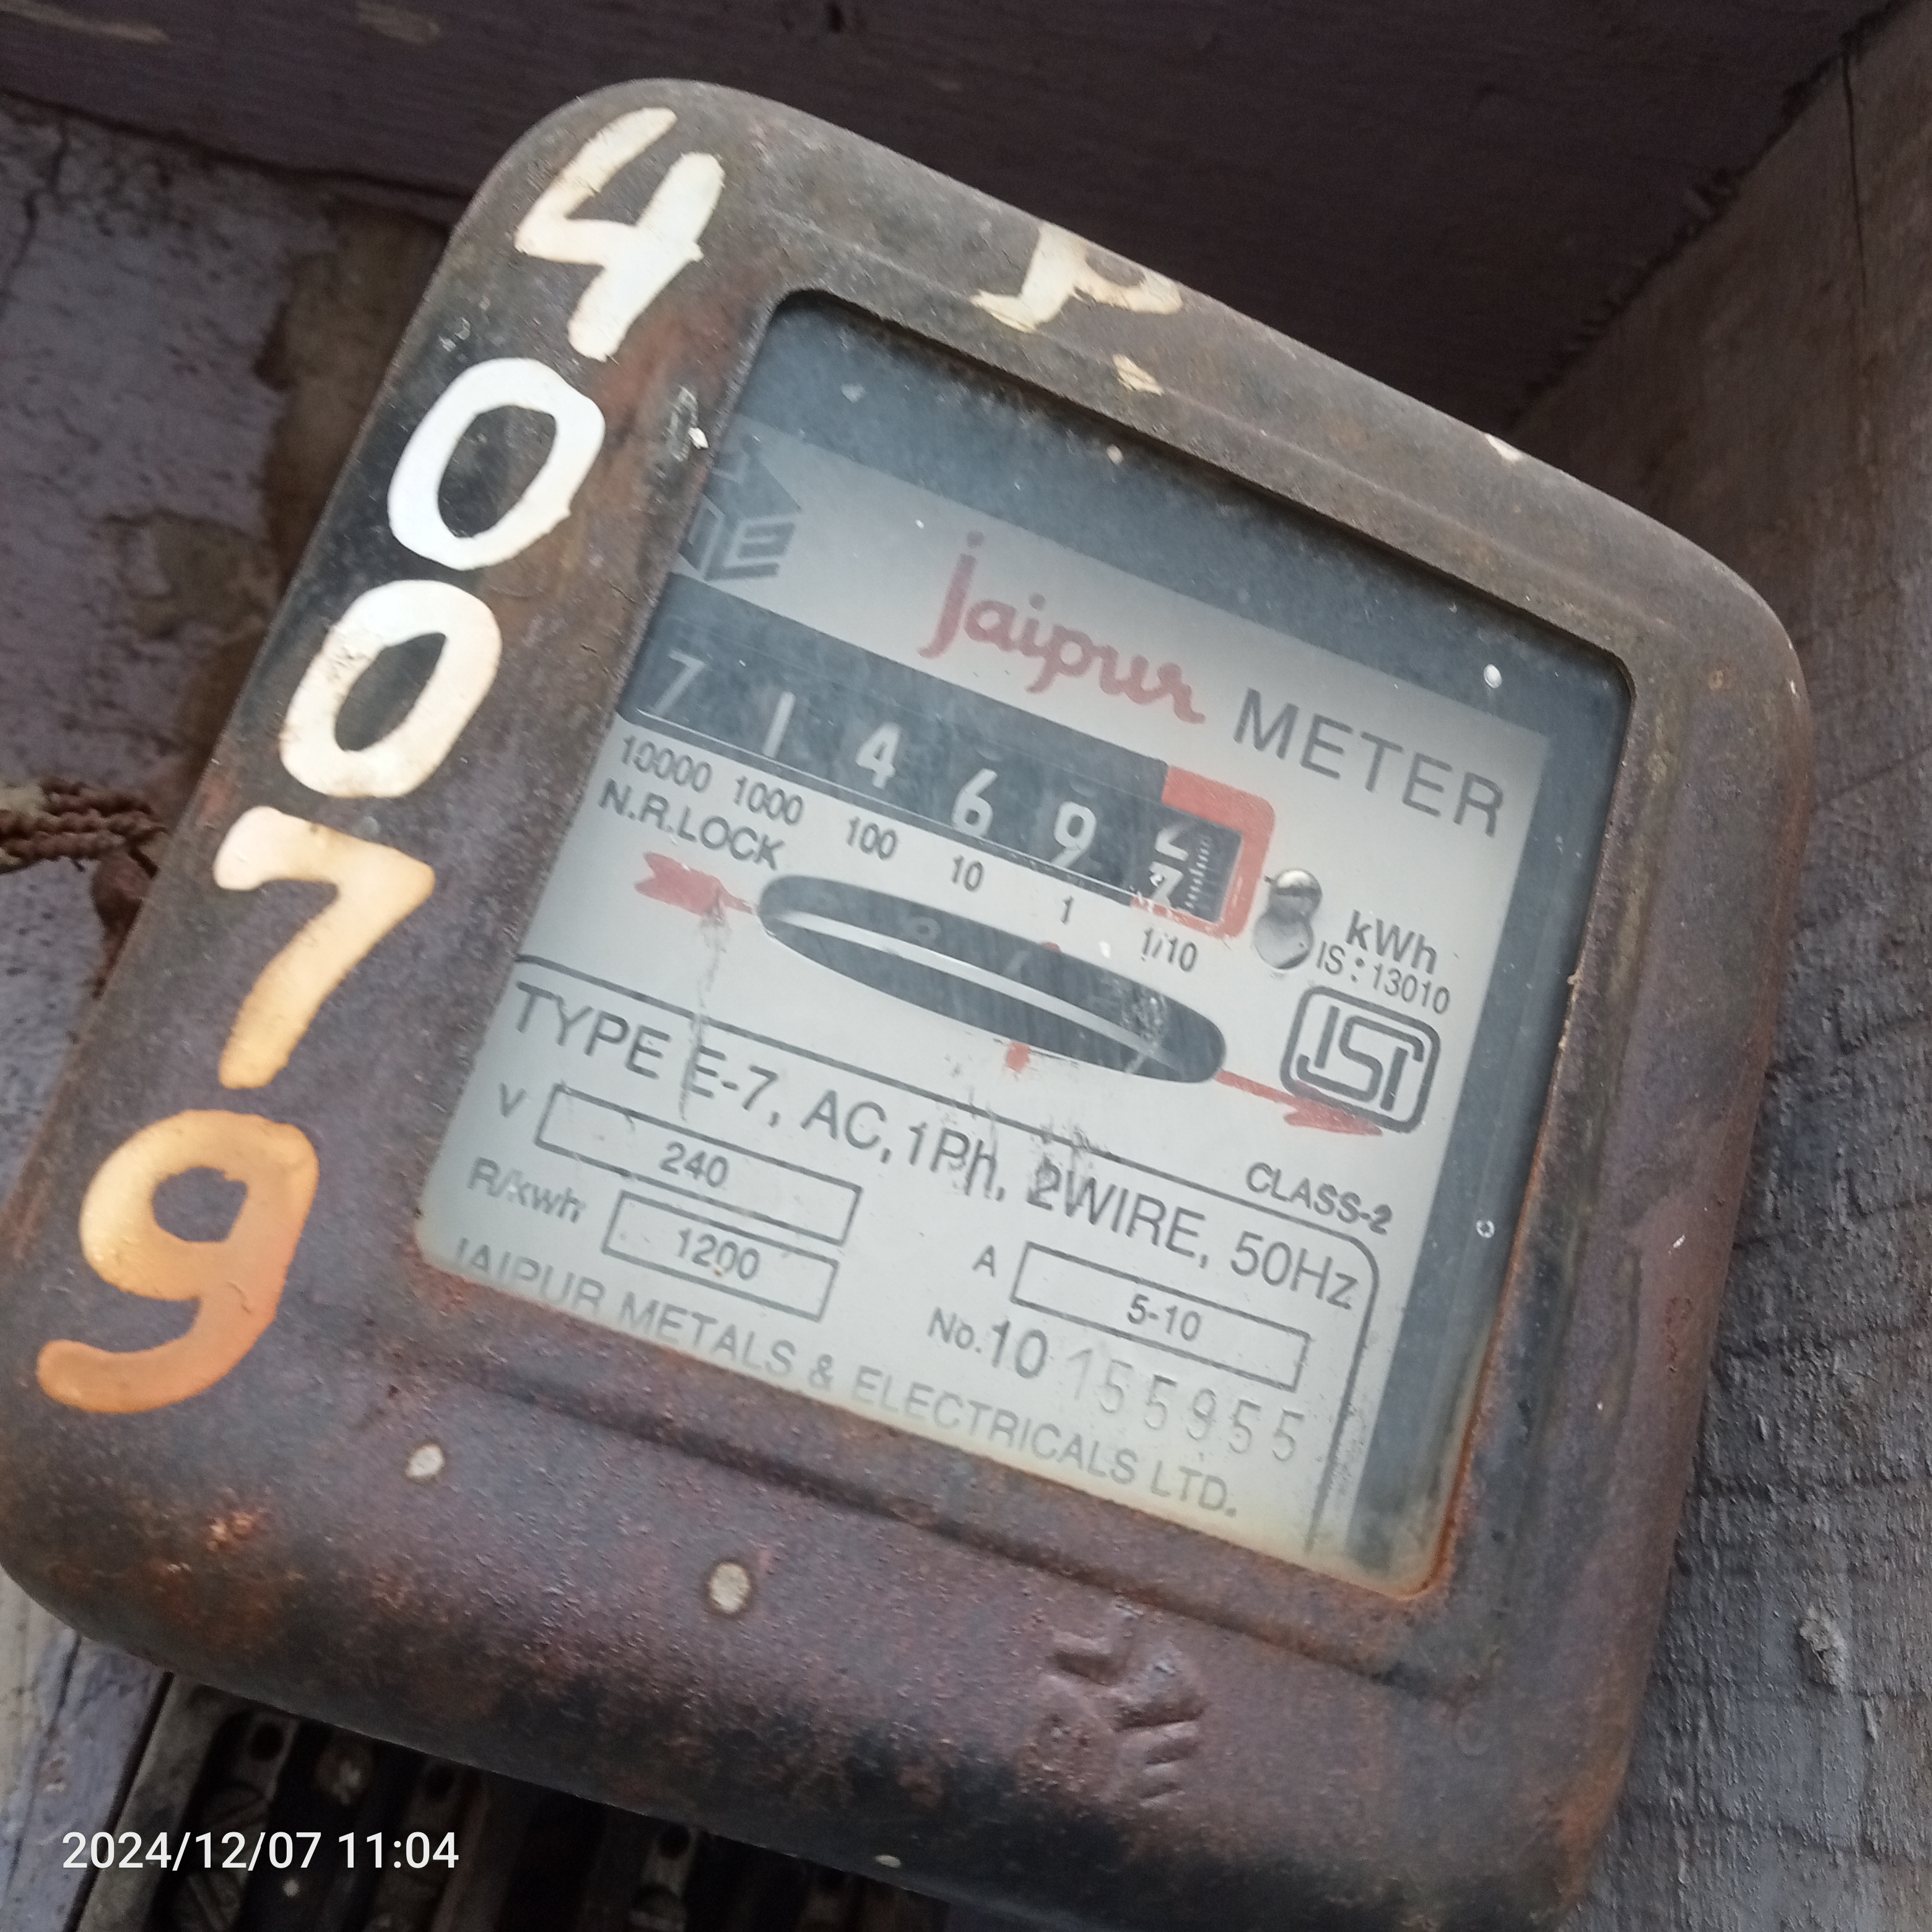 4
0
0
7
9
Jaipur METER
7 1 4 6 9
10000 1000 100 10 1 1/10
N.R.LOCK
kWh
IS:13010
ISI
TYPE E-7, AC, 1Ph. 2WIRE, 50Hz
CLASS-2
V 240
R/kwh 1200
A 5-10
No. 10 155955
JAIPUR METALS & ELECTRICALS LTD.
2024/12/07 11:04